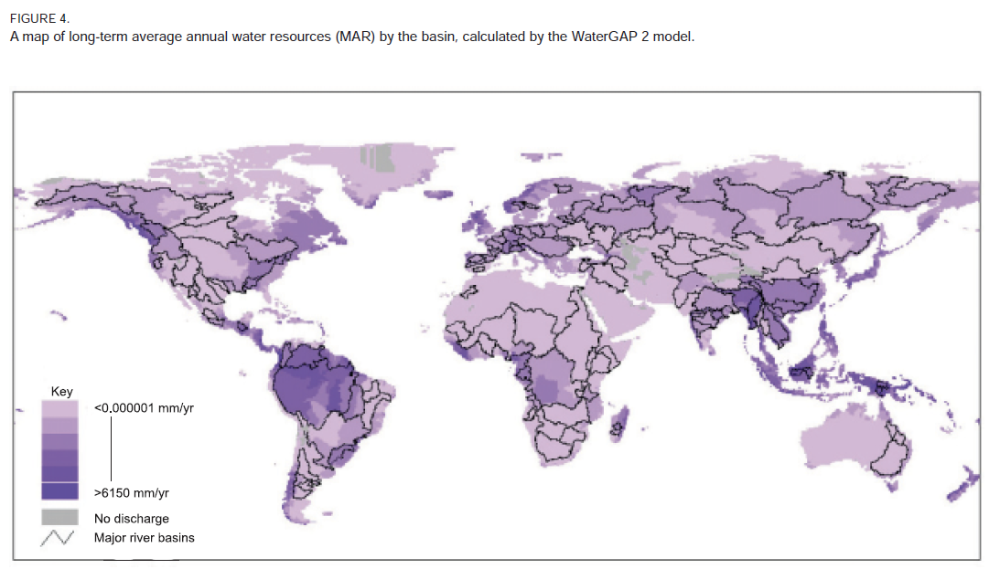 FIGURE 4.
A map of long-term average annual water resources (MAR) by the basin, calculated by the WaterGAP 2 model.
Key
<0.000001 mm/yr
>6150 mm/yr
No discharge
Major river basins